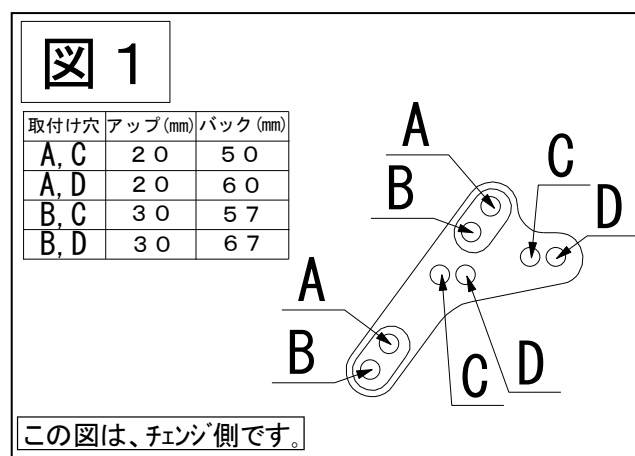 図１
取付け穴 アップ(mm) バック(mm)
A, C ２０ ５０
A, D ２０ ６０
B, C ３０ ５７
B, D ３０ ６７
A
B
C
D
A
B
C
D
この図は、ﾁｪﾝｼﾞ側です。